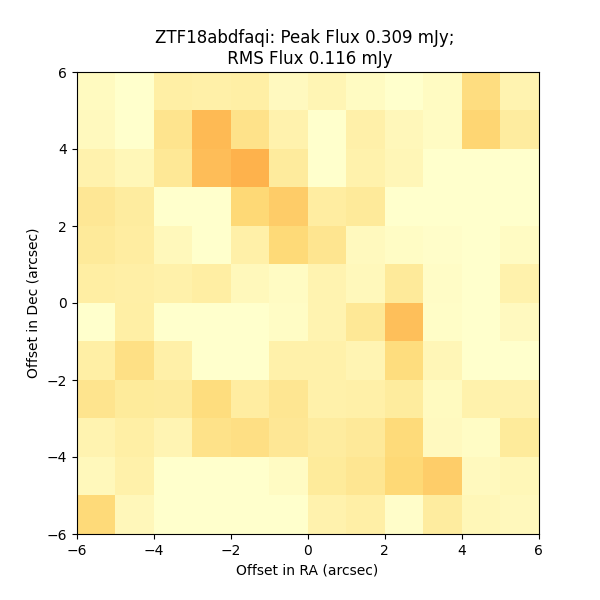 ZTF18abdfaqi: Peak Flux 0.309 mJy;
RMS Flux 0.116 mJy
6
4
2
0
−2
−4
−6
Offset in Dec (arcsec)
−6 −4 −2 0 2 4 6
Offset in RA (arcsec)